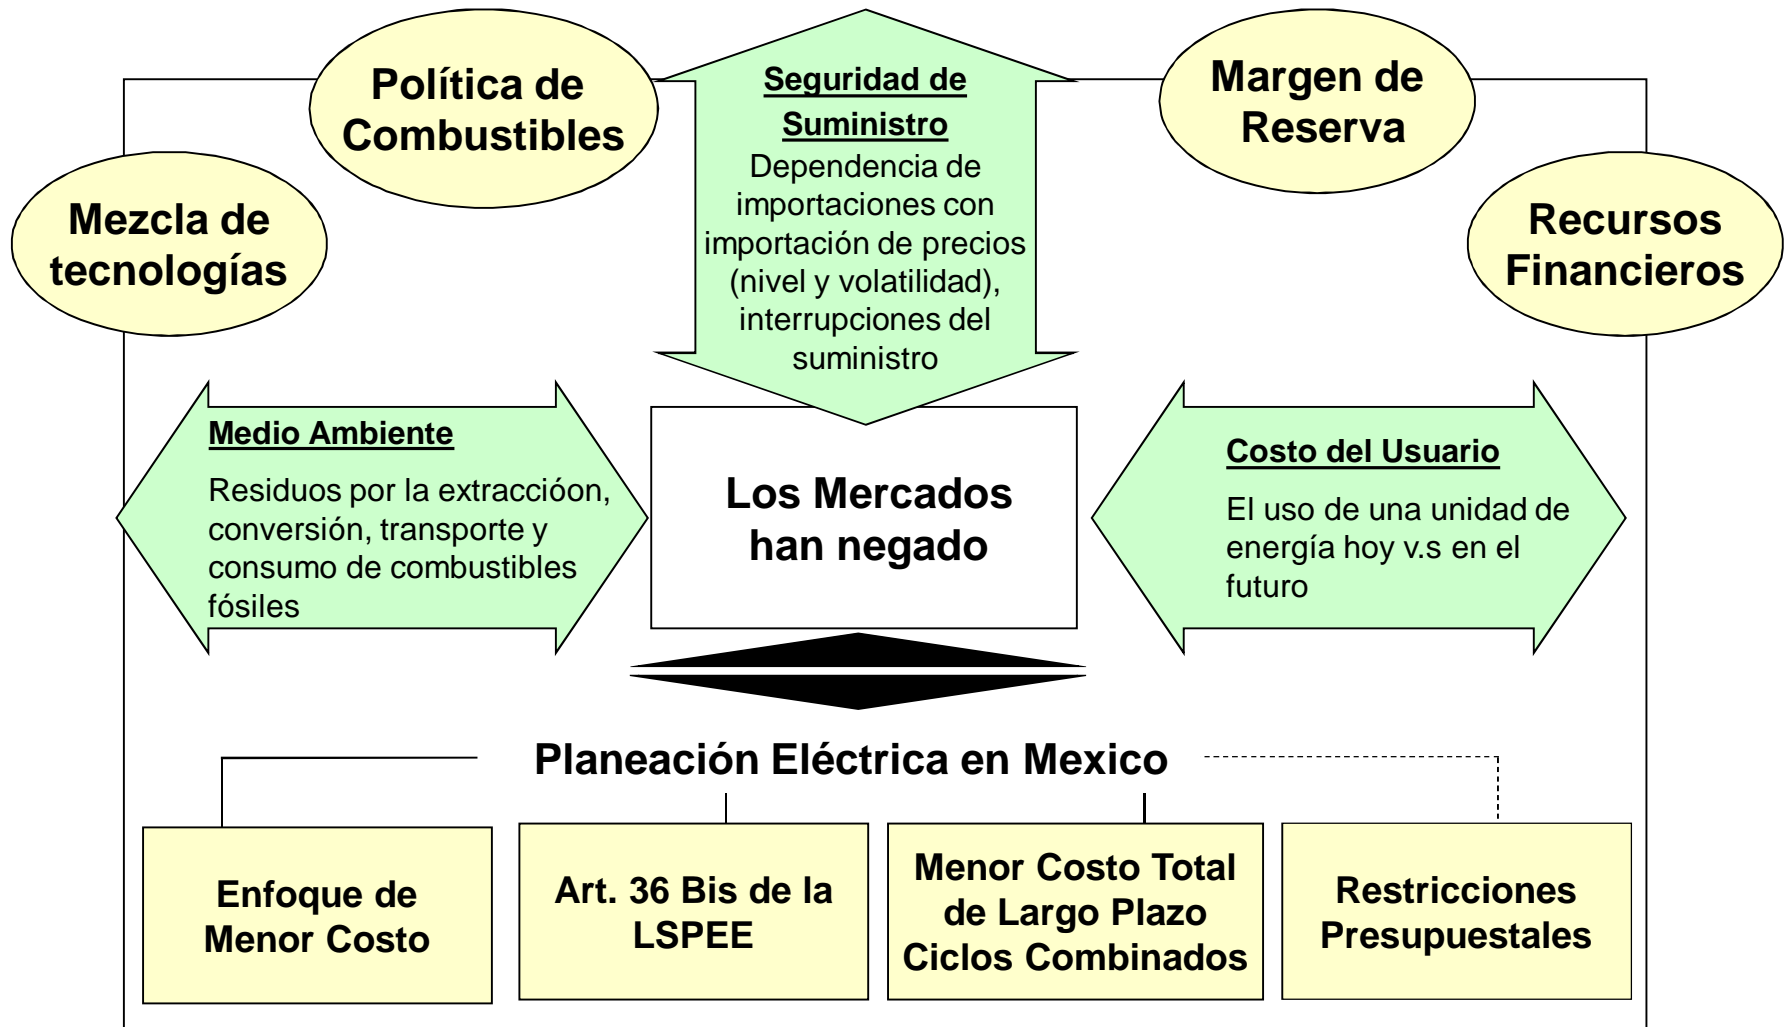 Política de
Combustibles
Seguridad de
Suministro
Dependencia de
importaciones con
importación de precios
(nivel y volatilidad),
interrupciones del
suministro
Margen de
Reserva
Mezcla de
tecnologías
Recursos
Financieros
Medio Ambiente
Residuos por la extraccióon,
conversión, transporte y
consumo de combustibles
fósiles
Los Mercados
han negado
Costo del Usuario
El uso de una unidad de
energía hoy v.s en el
futuro
Planeación Eléctrica en Mexico
Enfoque de
Menor Costo
Art. 36 Bis de la
LSPEE
Menor Costo Total
de Largo Plazo
Ciclos Combinados
Restricciones
Presupuestales